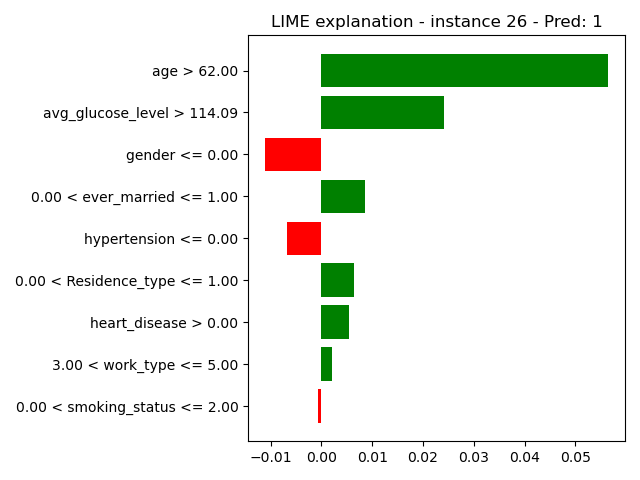 LIME explanation - instance 26 - Pred: 1
age > 62.00
avg_glucose_level > 114.09
gender <= 0.00
0.00 < ever_married <= 1.00
hypertension <= 0.00
0.00 < Residence_type <= 1.00
heart_disease > 0.00
3.00 < work_type <= 5.00
0.00 < smoking_status <= 2.00
−0.01 0.00 0.01 0.02 0.03 0.04 0.05